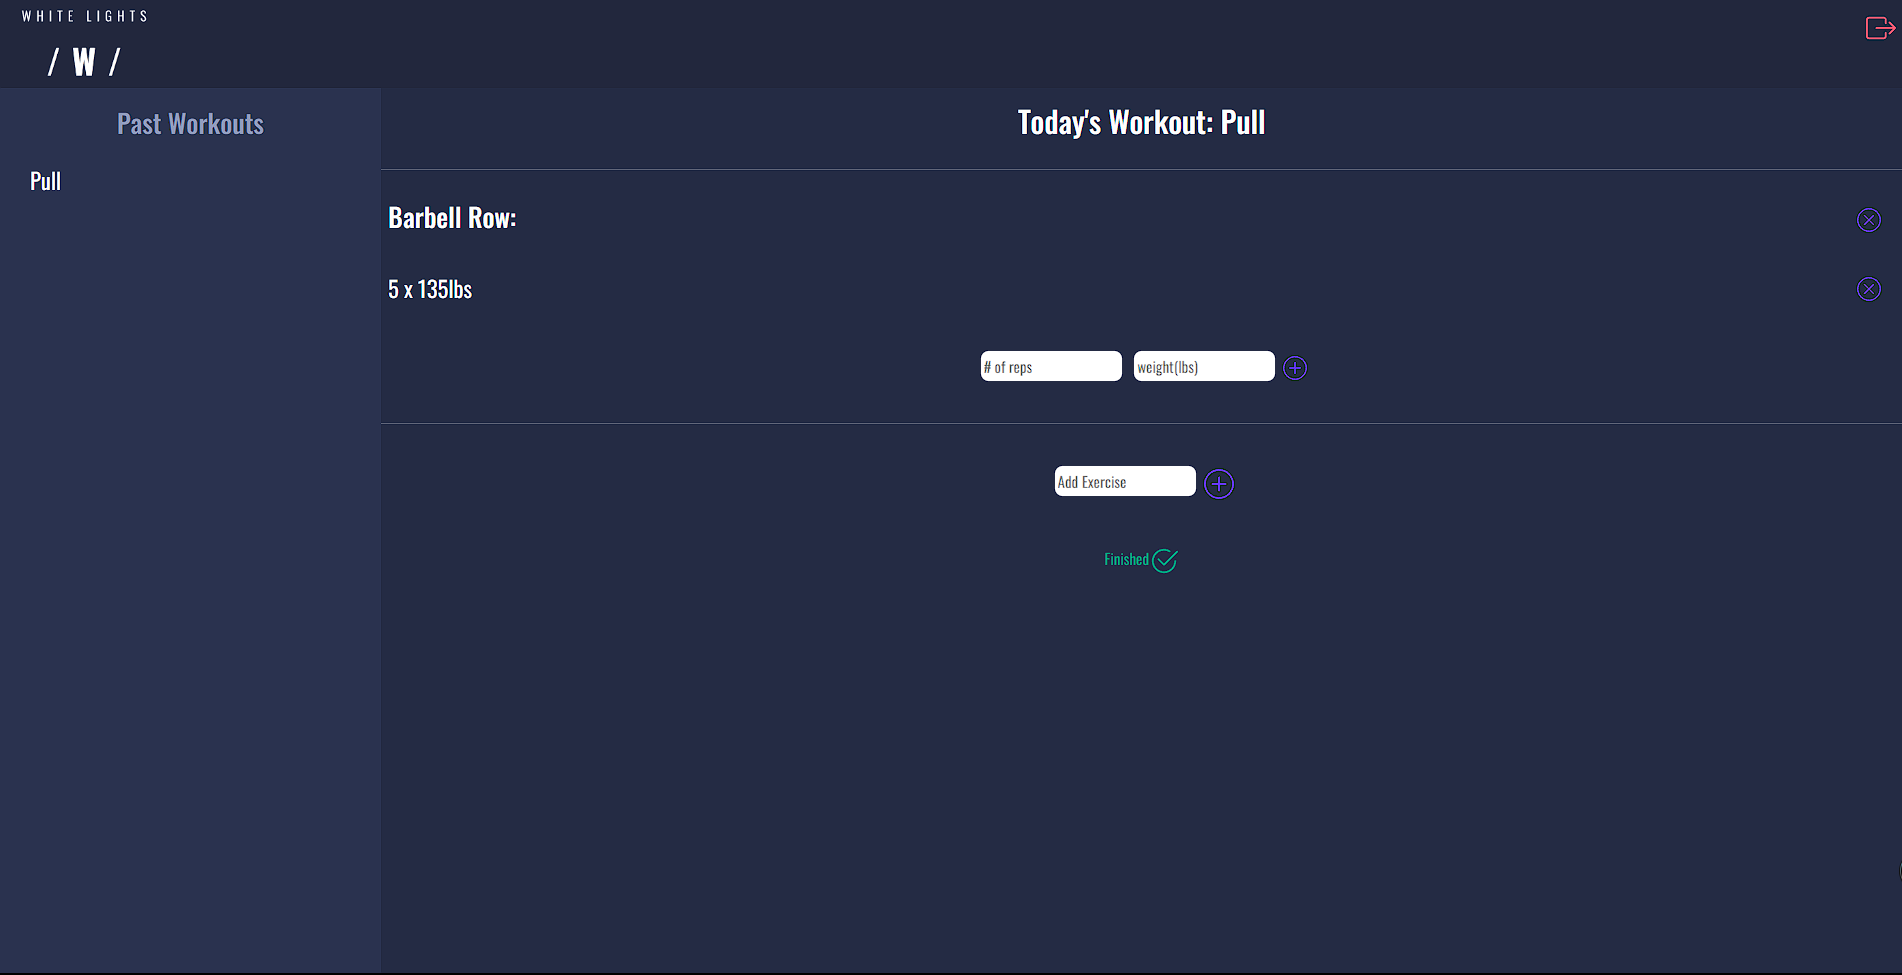 WHITE LIGHTS
/ W /
Past Workouts
Pull
Today's Workout: Pull
Barbell Row:
5 x 135lbs
# of reps
weight(lbs)
Add Exercise
Finished